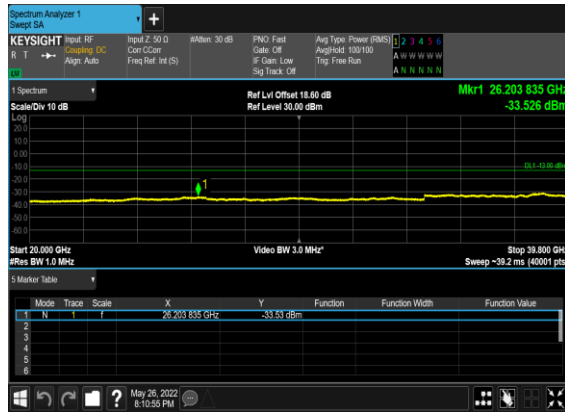 Spectrum Analyzer 1
Swept SA
+
KEYSIGHT Input: RF Input Z: 50 Ω #Atten: 30 dB PNO: Fast Avg Type: Power (RMS) 1 2 3 4 5 6
R T Coupling: DC Corr CCorr Gate: Off Avg|Hold: 100/100 A W W W W W
Align: Auto Freq Ref: Int (S) IF Gain: Low Trig: Free Run
Sig Track: Off A N N N N N
1 Spectrum
Ref Lvl Offset 18.60 dB Mkr1 26.203 835 GHz
Scale/Div 10 dB Ref Level 30.00 dBm -33.526 dBm
Log
20.0
10.0
0.00
-10.0 DL1 -13.00 dBm
-20.0
-30.0 1
-40.0
-50.0
-60.0
Start 20.000 GHz Video BW 3.0 MHz* Stop 39.800 GHz
#Res BW 1.0 MHz Sweep ~39.2 ms (40001 pts)
5 Marker Table
Mode Trace Scale X Y Function Function Width Function Value
1 N 1 f 26.203 835 GHz -33.53 dBm
2
3
4
5
6
? May 26, 2022
8:10:55 PM